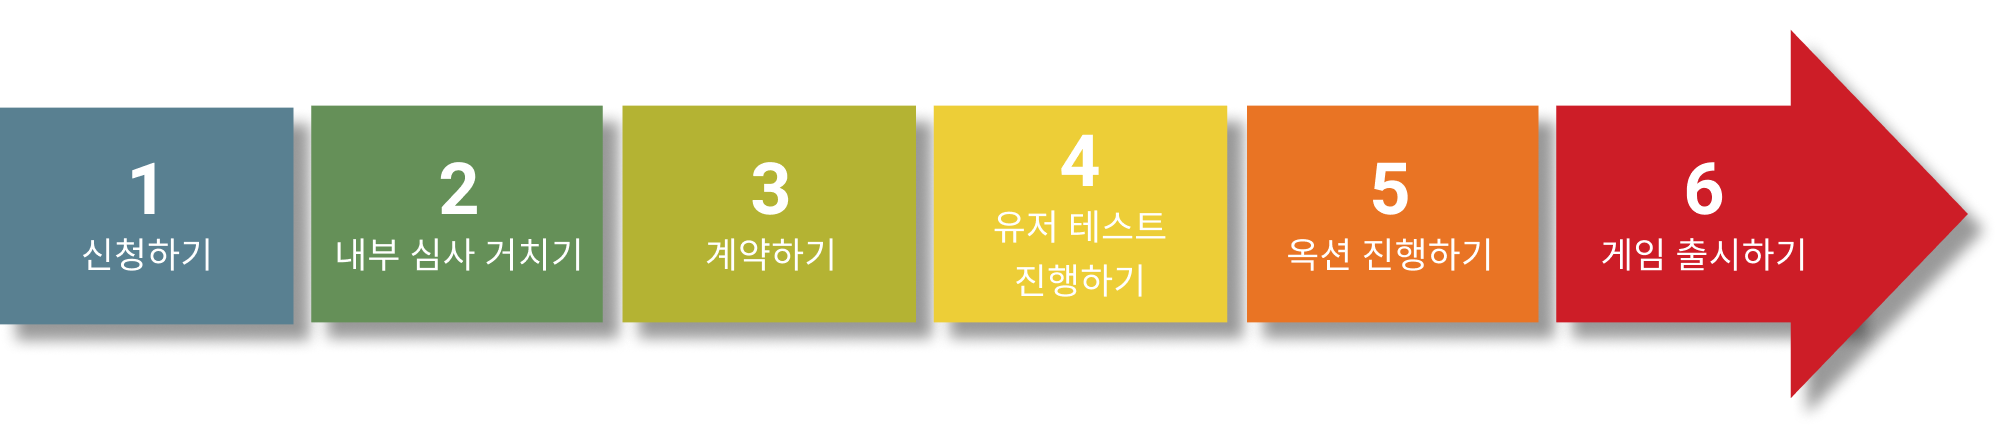 1
신청하기
2
내부 심사 거치기
3
계약하기
4
유저 테스트
진행하기
5
옥션 진행하기
6
게임 출시하기